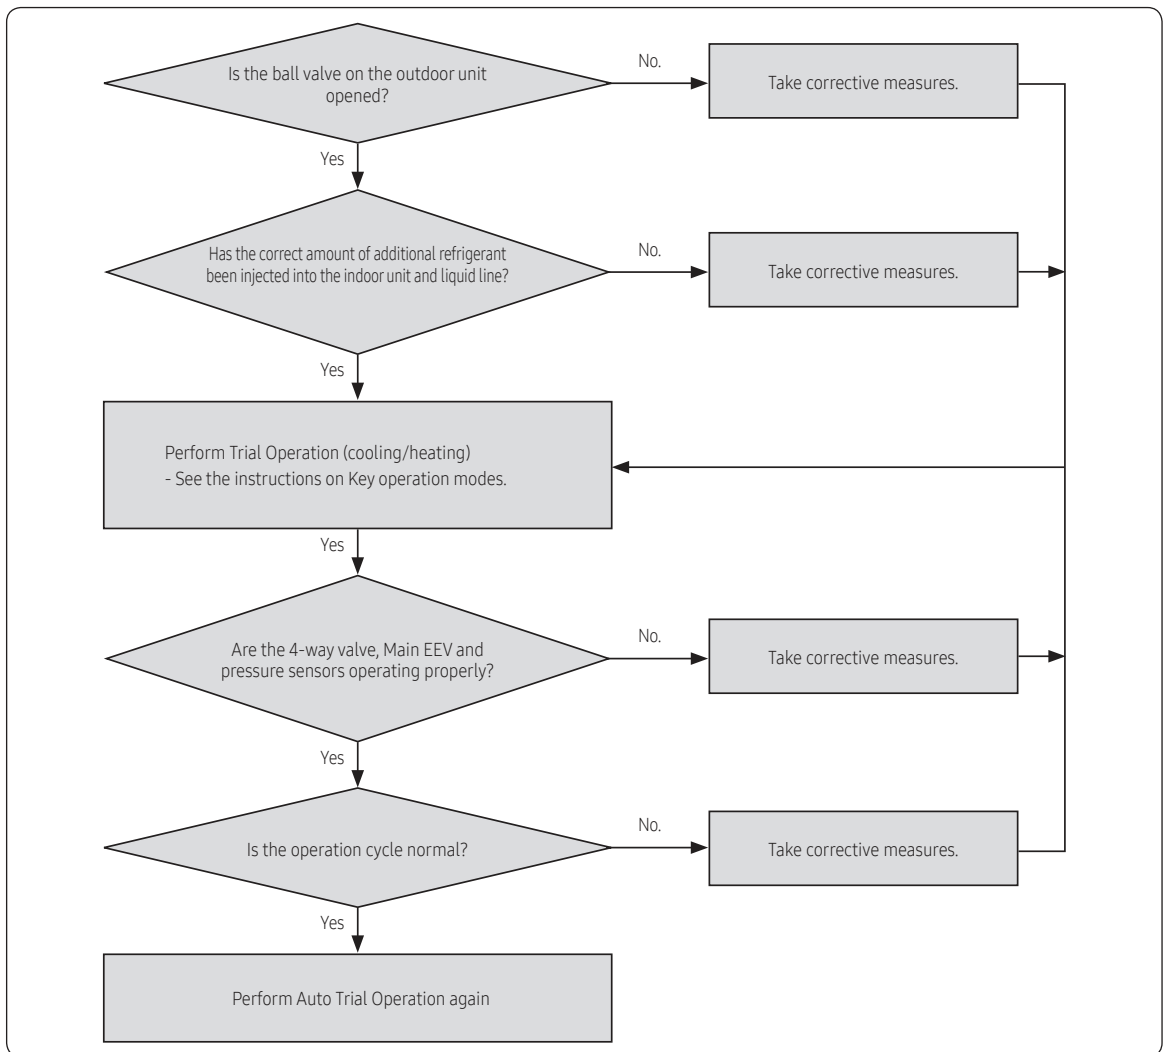 Is the ball valve on the outdoor unit
opened?
No.
Take corrective measures.
Yes
Has the correct amount of additional refrigerant
been injected into the indoor unit and liquid line?
No.
Take corrective measures.
Yes
Perform Trial Operation (cooling/heating)
- See the instructions on Key operation modes.
Yes
Are the 4-way valve, Main EEV and
pressure sensors operating properly?
No.
Take corrective measures.
Yes
Is the operation cycle normal?
No.
Take corrective measures.
Yes
Perform Auto Trial Operation again